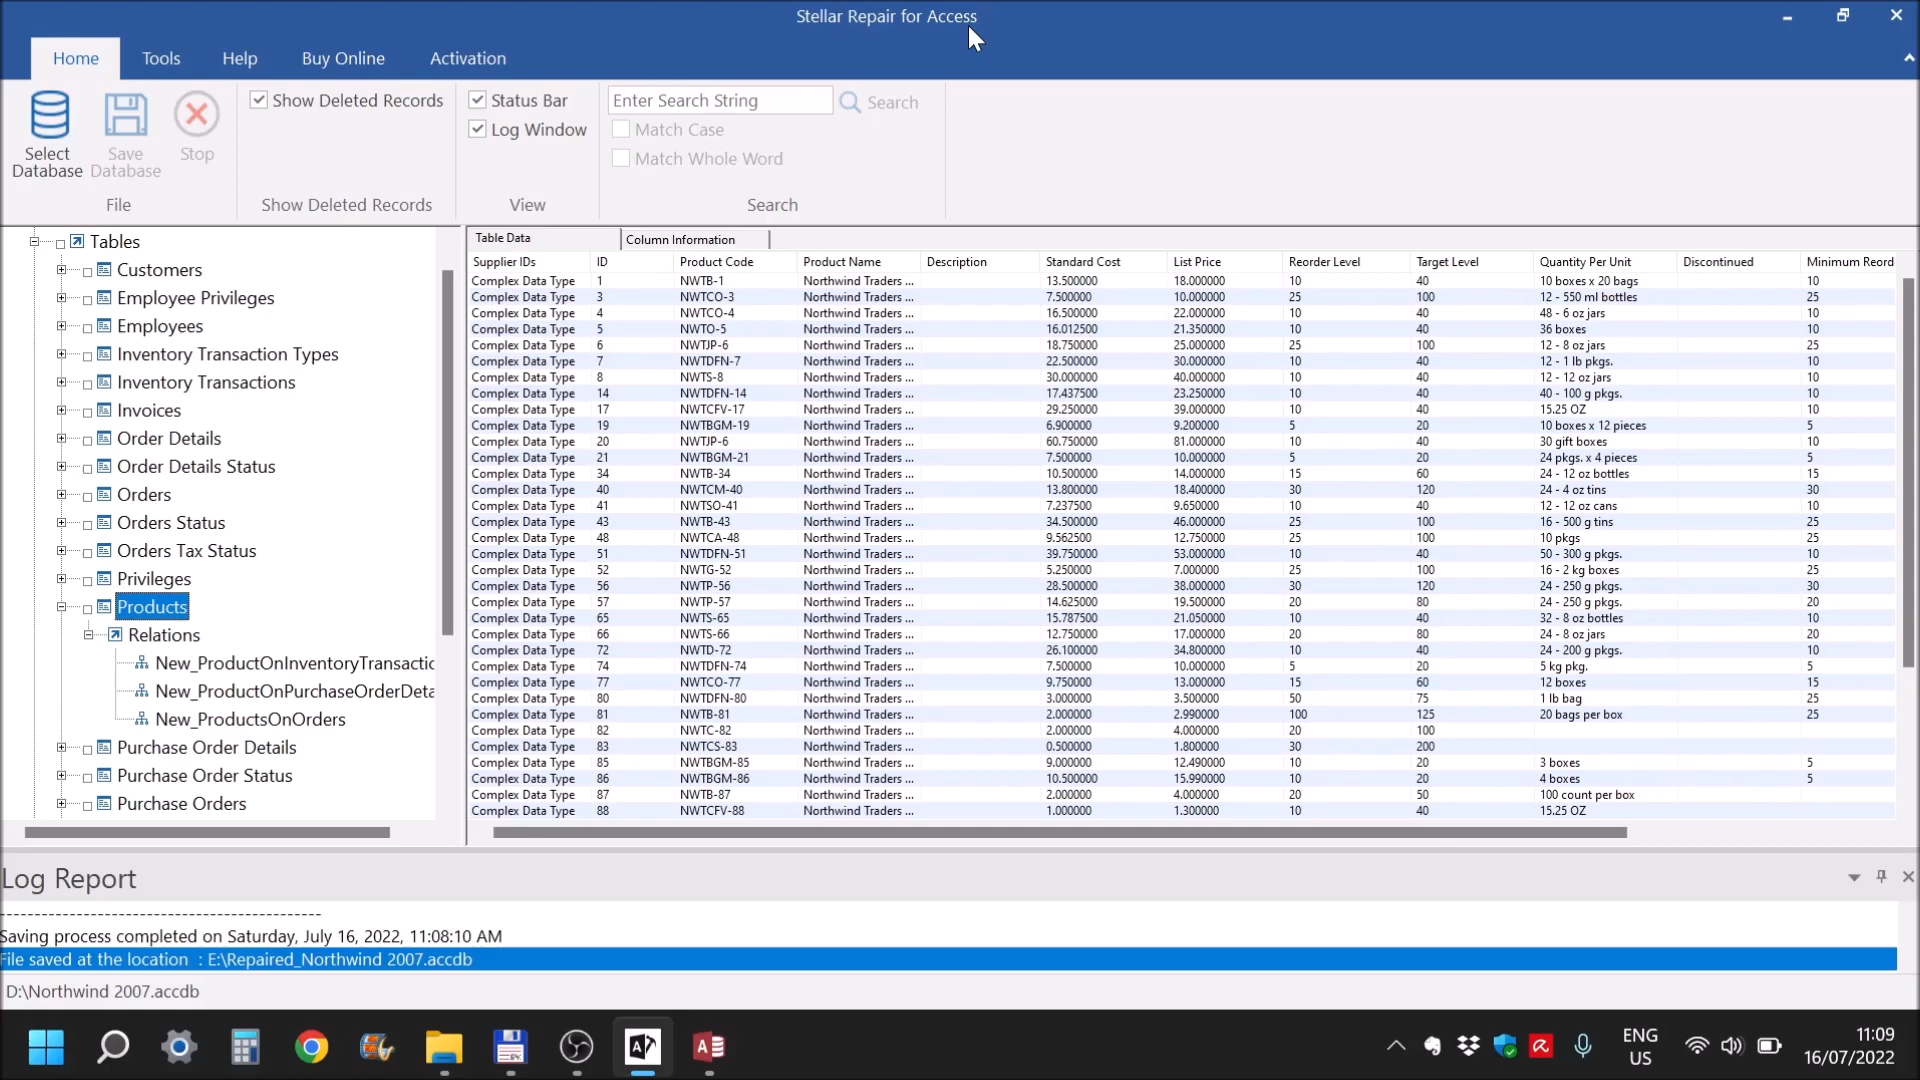 Stellar Repair for Access
Home Tools Help Buy Online Activation
Select Database
Save Database
Stop
File
Show Deleted Records
Show Deleted Records
Status Bar
Log Window
View
Enter Search String
Search
Match Case
Match Whole Word
Search
Tables
Customers
Employee Privileges
Employees
Inventory Transaction Types
Inventory Transactions
Invoices
Order Details
Order Details Status
Orders
Orders Status
Orders Tax Status
Privileges
Products
Relations
New_ProductOnInventoryTransactic
New_ProductOnPurchaseOrderDeta
New_ProductsOnOrders
Purchase Order Details
Purchase Order Status
Purchase Orders
Table Data Column Information
Supplier IDs ID Product Code Product Name Description Standard Cost List Price Reorder Level Target Level Quantity Per Unit Discontinued Minimum Reord
Complex Data Type 1 NWTB-1 Northwind Traders ... 13.500000 18.000000 10 40 10 boxes x 20 bags 10
Complex Data Type 3 NWTCO-3 Northwind Traders ... 7.500000 10.000000 25 100 12 - 550 ml bottles 25
Complex Data Type 4 NWTCO-4 Northwind Traders ... 16.500000 22.000000 10 40 48 - 6 oz jars 10
Complex Data Type 5 NWTO-5 Northwind Traders ... 16.012500 21.350000 10 40 36 boxes 10
Complex Data Type 6 NWTJP-6 Northwind Traders ... 18.750000 25.000000 25 100 12 - 8 oz jars 25
Complex Data Type 7 NWTDFN-7 Northwind Traders ... 22.500000 30.000000 10 40 12 - 1 lb pkgs. 10
Complex Data Type 8 NWTS-8 Northwind Traders ... 30.000000 40.000000 10 40 12 - 12 oz jars 10
Complex Data Type 14 NWTDFN-14 Northwind Traders ... 17.437500 23.250000 10 40 40 - 100 g pkgs. 10
Complex Data Type 17 NWTCFV-17 Northwind Traders ... 29.250000 39.000000 10 40 15.25 OZ 10
Complex Data Type 19 NWTBGM-19 Northwind Traders ... 6.900000 9.200000 5 20 10 boxes x 12 pieces 5
Complex Data Type 20 NWTJP-6 Northwind Traders ... 60.750000 81.000000 10 40 30 gift boxes 10
Complex Data Type 21 NWTBGM-21 Northwind Traders ... 7.500000 10.000000 5 20 24 pkgs. x 4 pieces 5
Complex Data Type 34 NWTB-34 Northwind Traders ... 10.500000 14.000000 15 60 24 - 12 oz bottles 15
Complex Data Type 40 NWTCM-40 Northwind Traders ... 13.800000 18.400000 30 120 24 - 4 oz tins 30
Complex Data Type 41 NWTSO-41 Northwind Traders ... 7.237500 9.650000 10 40 12 - 12 oz cans 10
Complex Data Type 43 NWTB-43 Northwind Traders ... 34.500000 46.000000 25 100 16 - 500 g tins 25
Complex Data Type 48 NWTCA-48 Northwind Traders ... 9.562500 12.750000 25 100 10 pkgs 25
Complex Data Type 51 NWTDFN-51 Northwind Traders ... 39.750000 53.000000 10 40 50 - 300 g pkgs. 10
Complex Data Type 52 NWTG-52 Northwind Traders ... 5.250000 7.000000 25 100 16 - 2 kg boxes 25
Complex Data Type 56 NWTP-56 Northwind Traders ... 28.500000 38.000000 30 120 24 - 250 g pkgs. 30
Complex Data Type 57 NWTP-57 Northwind Traders ... 14.625000 19.500000 20 80 24 - 250 g pkgs. 20
Complex Data Type 65 NWTS-65 Northwind Traders ... 15.787500 21.050000 10 40 32 - 8 oz bottles 10
Complex Data Type 66 NWTS-66 Northwind Traders ... 12.750000 17.000000 20 80 24 - 8 oz jars 20
Complex Data Type 72 NWTD-72 Northwind Traders ... 26.100000 34.800000 10 40 24 - 200 g pkgs. 10
Complex Data Type 74 NWTDFN-74 Northwind Traders ... 7.500000 10.000000 5 20 5 kg pkg. 5
Complex Data Type 77 NWTCO-77 Northwind Traders ... 9.750000 13.000000 15 60 12 boxes 15
Complex Data Type 80 NWTDFN-80 Northwind Traders ... 3.000000 3.500000 50 75 1 lb bag 25
Complex Data Type 81 NWTB-81 Northwind Traders ... 2.000000 2.990000 100 125 20 bags per box 25
Complex Data Type 82 NWTC-82 Northwind Traders ... 2.000000 4.000000 20 100
Complex Data Type 83 NWTCS-83 Northwind Traders ... 0.500000 1.800000 30 200
Complex Data Type 85 NWTBGM-85 Northwind Traders ... 9.000000 12.490000 10 20 3 boxes 5
Complex Data Type 86 NWTBGM-86 Northwind Traders ... 10.500000 15.990000 10 20 4 boxes 5
Complex Data Type 87 NWTB-87 Northwind Traders ... 2.000000 4.000000 20 50 100 count per box
Complex Data Type 88 NWTCFV-88 Northwind Traders ... 1.000000 1.300000 10 40 15.25 OZ
Log Report
--------------------------------------------
Saving process completed on Saturday, July 16, 2022, 11:08:10 AM
File saved at the location : E:\Repaired_Northwind 2007.accdb
D:\Northwind 2007.accdb
ENG
US
11:09
16/07/2022